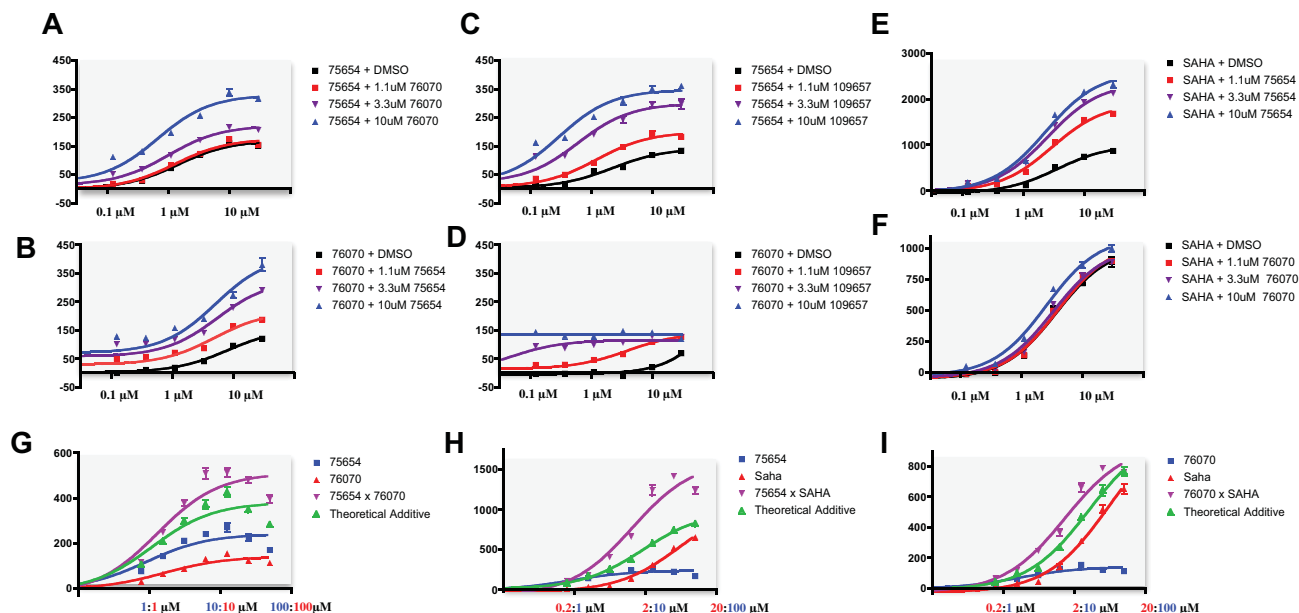 A
450
350
250
150
50
-50
0.1 µM
1 µM
10 µM
75654 + DMSO
75654 + 1.1uM 76070
75654 + 3.3uM 76070
75654 + 10uM 76070
C
450
350
250
150
50
-50
0.1 µM
1 µM
10 µM
75654 + DMSO
75654 + 1.1uM 109657
75654 + 3.3uM 109657
75654 + 10uM 109657
E
3000
2000
1000
0
0.1 µM
1 µM
10 µM
SAHA + DMSO
SAHA + 1.1uM 75654
SAHA + 3.3uM 75654
SAHA + 10uM 75654
B
450
350
250
150
50
-50
0.1 µM
1 µM
10 µM
76070 + DMSO
76070 + 1.1uM 75654
76070 + 3.3uM 75654
76070 + 10uM 75654
D
450
350
250
150
50
-50
0.1 µM
1 µM
10 µM
76070 + DMSO
76070 + 1.1uM 109657
76070 + 3.3uM 109657
76070 + 10uM 109657
F
1000
750
500
250
0
0.1 µM
1 µM
10 µM
SAHA + DMSO
SAHA + 1.1uM 76070
SAHA + 3.3uM 76070
SAHA + 10uM 76070
G
600
400
200
0
1:1 µM
10:10 µM
100:100µM
75654
76070
75654 x 76070
Theoretical Additive
H
1500
1000
500
0
0.2:1 µM
2:10 µM
20:100 µM
75654
Saha
75654 x SAHA
Theoretical Additive
I
800
600
400
200
0
0.2:1 µM
2:10 µM
20:100 µM
76070
Saha
76070 x SAHA
Theoretical Additive